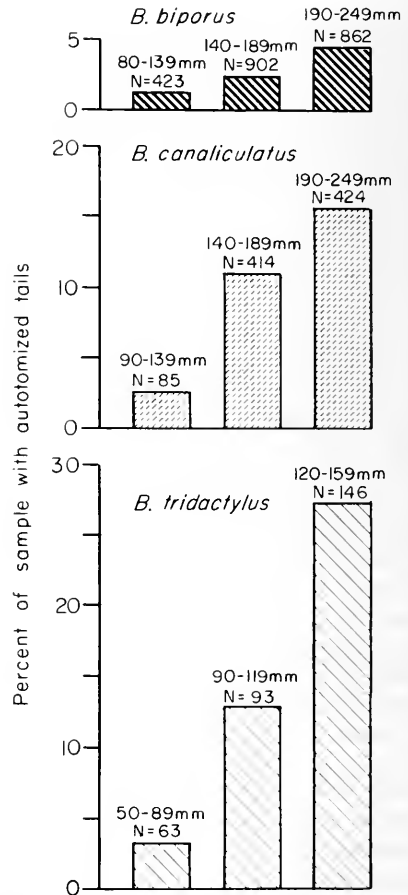 B. biporus
190-249mm
N=862
140-189mm
N=902
80-139mm
N=423
5
0
20
B. canaliculatus
190-249mm
N=424
140-189mm
N=414
10
90-139mm
N=85
0
30
B. tridactylus
120-159mm
N=146
20
90-119mm
N=93
10
50-89mm
N=63
0
Percent of sample with autotomized tails